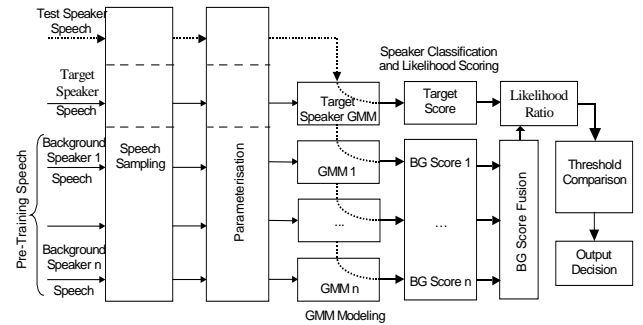 Test Speaker
Speech
Target
Speaker
Speech
Background
Speaker 1
Speech
Background
Speaker n
Speech
Pre-Training Speech
Speech
Sampling
Parameterisation
Target
Speaker GMM
GMM 1
...
GMM n
GMM Modeling
Speaker Classification
and Likelihood Scoring
Target
Score
BG Score 1
...
BG Score n
BG Score Fusion
Likelihood
Ratio
Threshold
Comparison
Output
Decision